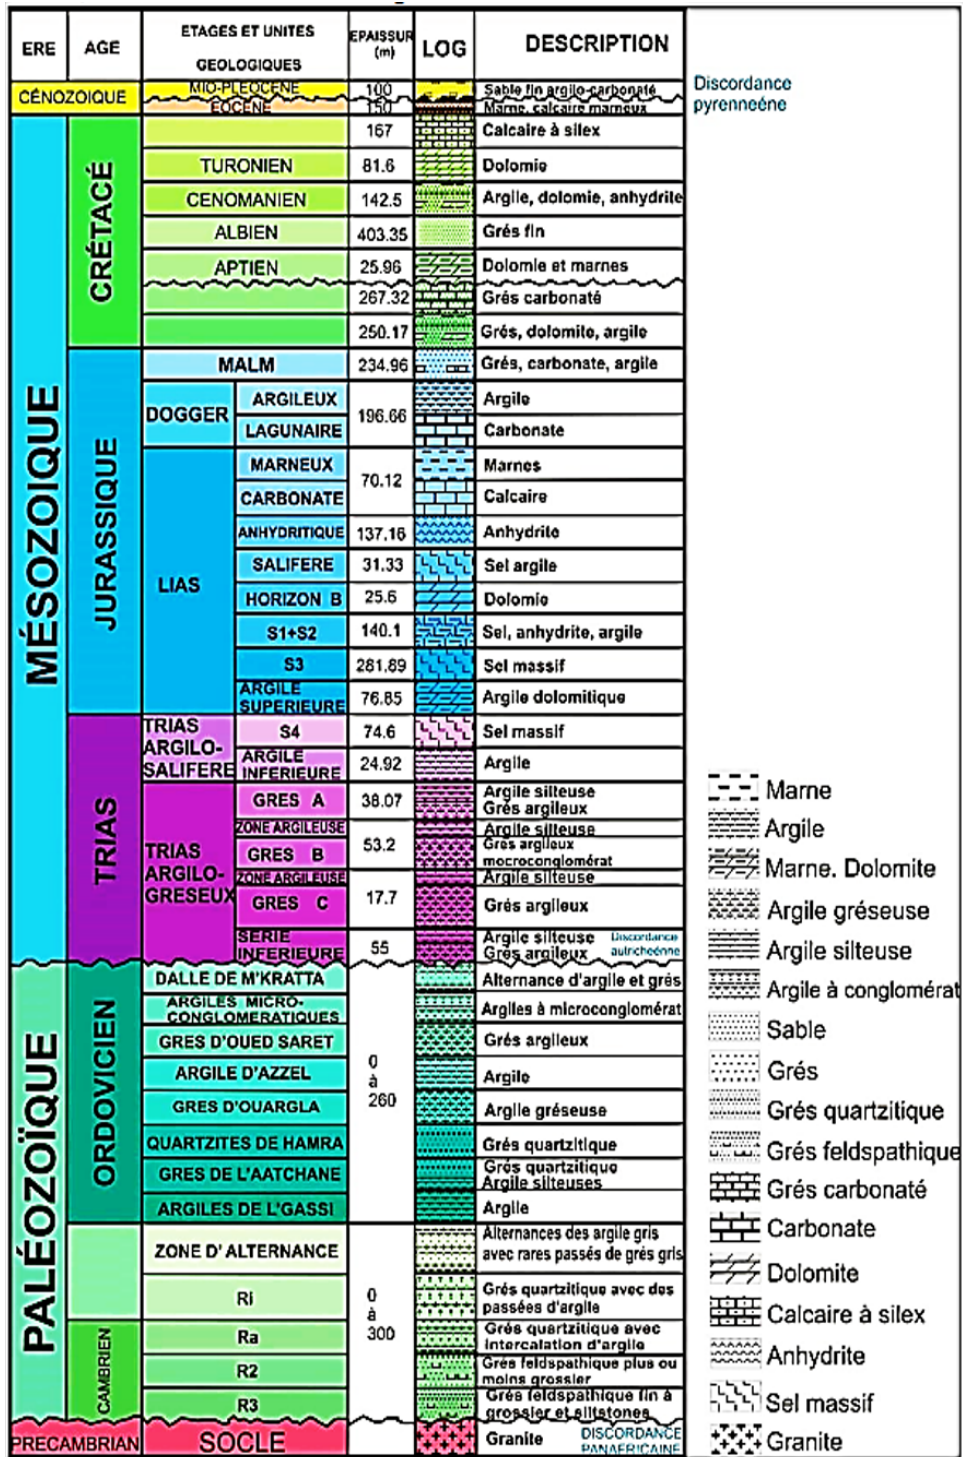 ERE
AGE
ETAGES ET UNITES
GEOLOGIQUES
EPAISSUR
(m)
LOG
DESCRIPTION
CÉNOZOIQUE
MIO-PLEOCENE
100
Sable fin argilo-carbonaté
Discordance
pyrenneéne
EOCENE
150
Marne, calcaire marneux
MÉSOZOIQUE
CRÉTACÉ
167
Calcaire à silex
TURONIEN
81.6
Dolomie
CENOMANIEN
142.5
Argile, dolomie, anhydrite
ALBIEN
403.35
Grés fin
APTIEN
25.96
Dolomie et marnes
267.32
Grés carbonaté
250.17
Grés, dolomite, argile
JURASSIQUE
MALM
234.96
Grés, carbonate, argile
DOGGER
ARGILEUX
196.66
Argile
LAGUNAIRE
Carbonate
LIAS
MARNEUX
70.12
Marnes
CARBONATE
Calcaire
ANHYDRITIQUE
137.16
Anhydrite
SALIFERE
31.33
Sel argile
HORIZON B
25.6
Dolomie
S1+S2
140.1
Sel, anhydrite, argile
S3
281.89
Sel massif
ARGILE
SUPERIEURE
76.85
Argile dolomitique
TRIAS
TRIAS
ARGILO-
SALIFERE
S4
74.6
Sel massif
ARGILE
INFERIEURE
24.92
Argile
TRIAS
ARGILO-
GRESEUX
GRES A
38.07
Argile silteuse
Grés argileux
ZONE ARGILEUSE
53.2
Argile silteuse
GRES B
Grés argileux
mocroconglomérat
ZONE ARGILEUSE
17.7
Argile silteuse
GRES C
Grés argileux
SERIE
INFERIEURE
55
Argile silteuse
Grés argileux
Discordance
autricheénne
PALÉOZOÏQUE
ORDOVICIEN
DALLE DE M'KRATTA
0
à
260
Alternance d'argile et grés
ARGILES MICRO-
CONGLOMERATIQUES
Argiles à microconglomérat
GRES D'OUED SARET
Grés argileux
ARGILE D'AZZEL
Argile
GRES D'OUARGLA
Argile gréseuse
QUARTZITES DE HAMRA
Grés quartzitique
GRES DE L'AATCHANE
Grés quartzitique
Argile silteuses
ARGILES DE L'GASSI
Argile
ZONE D' ALTERNANCE
0
à
300
Alternances des argile gris
avec rares passés de grés gris
Ri
Grés quartzitique avec des
passées d'argile
CAMBRIEN
Ra
Grés quartzitique avec
intercalation d'argile
R2
Grés feldspathique plus ou
moins grossier
R3
Grés feldspathique fin à
grossier et siltstones
PRECAMBRIAN
SOCLE
Granite
DISCORDANCE
PANAFRICAINE
Marne
Argile
Marne. Dolomite
Argile gréseuse
Argile silteuse
Argile à conglomérat
Sable
Grés
Grés quartzitique
Grés feldspathique
Grés carbonaté
Carbonate
Dolomite
Calcaire à silex
Anhydrite
Sel massif
Granite